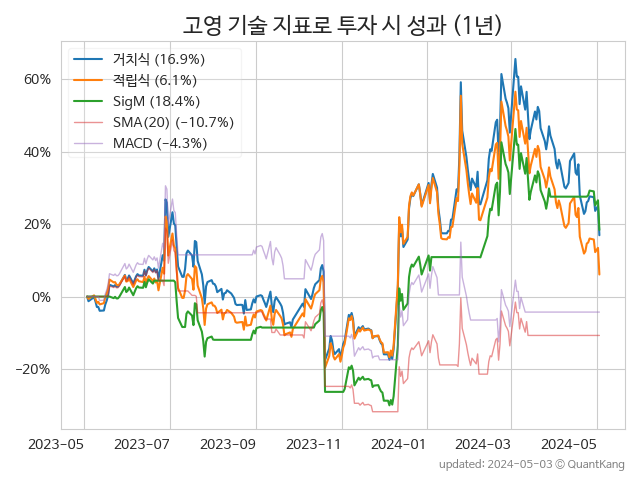 고영 기술 지표로 투자 시 성과 (1년)
거치식 (16.9%)
적립식 (6.1%)
SigM (18.4%)
SMA(20) (−10.7%)
MACD (−4.3%)
60%
40%
20%
0%
−20%
2023-05 2023-07 2023-09 2023-11 2024-01 2024-03 2024-05
updated: 2024-05-03 ⓒ QuantKang